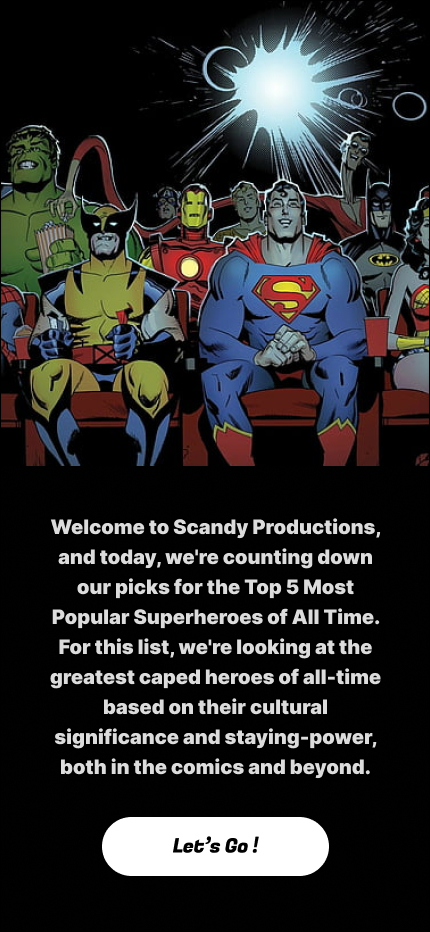 Welcome to Scandy Productions,
and today, we're counting down
our picks for the Top 5 Most
Popular Superheroes of All Time.
For this list, we're looking at the
greatest caped heroes of all-time
based on their cultural
significance and staying-power,
both in the comics and beyond.
Let's Go !